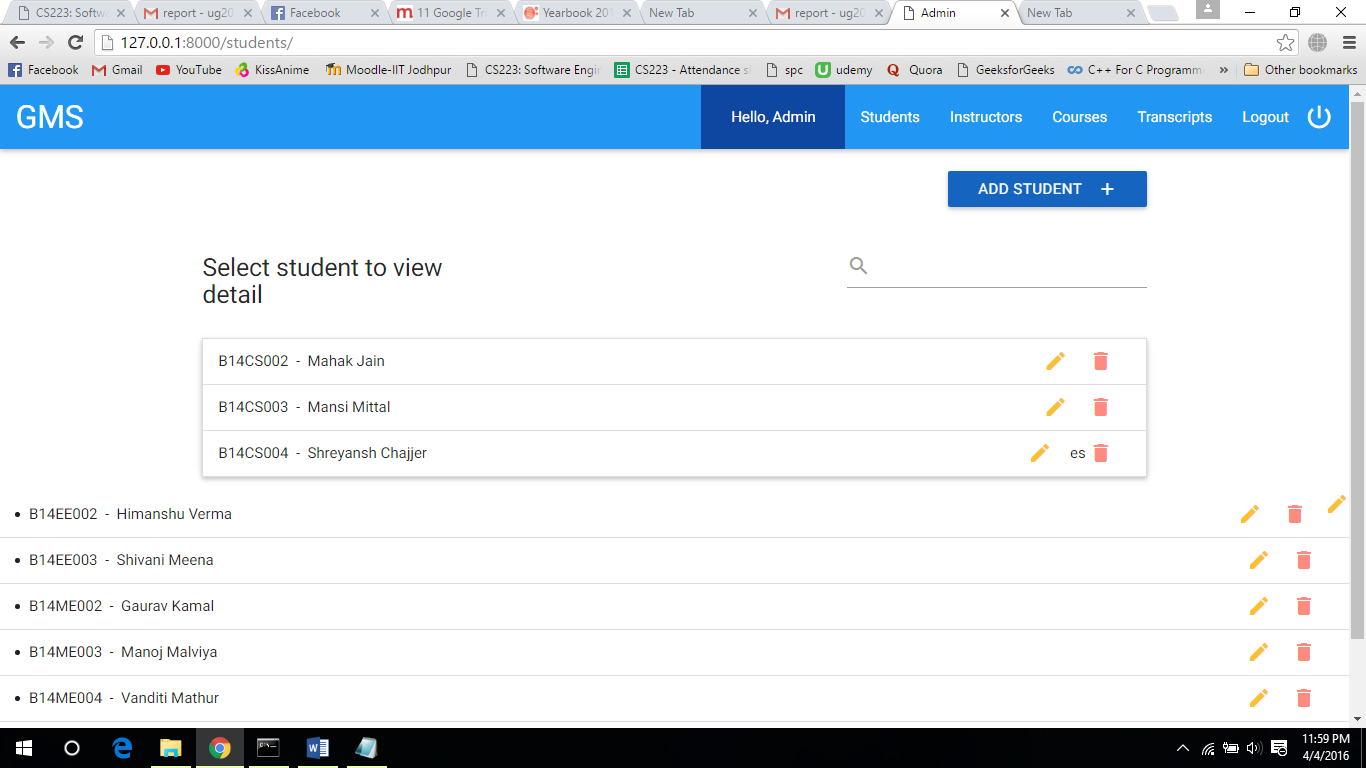 CS223: Softw
report - ug20
Facebook
11 Google Tri
Yearbook 201
New Tab
report - ug20
Admin
New Tab
127.0.0.1:8000/students/
Facebook Gmail YouTube KissAnime Moodle-IIT Jodhpur CS223: Software Engin CS223 - Attendance s spc udemy Quora GeeksforGeeks C++ For C Programm » Other bookmarks
GMS Hello, Admin Students Instructors Courses Transcripts Logout
ADD STUDENT +
Select student to view
detail
B14CS002 - Mahak Jain
B14CS003 - Mansi Mittal
B14CS004 - Shreyansh Chajjer es
• B14EE002 - Himanshu Verma
• B14EE003 - Shivani Meena
• B14ME002 - Gaurav Kamal
• B14ME003 - Manoj Malviya
• B14ME004 - Vanditi Mathur
11:59 PM
4/4/2016